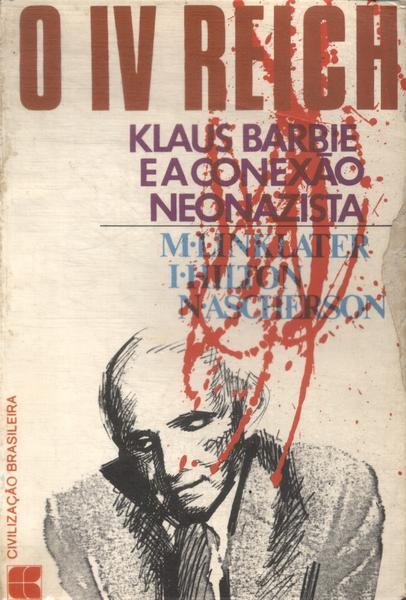 O IV REICH
KLAUS BARBIE
E A CONEXÃO
NEONAZISTA
M·LINKLATER
I·HILTON
N·ASCHERSON
CIVILIZAÇÃO BRASILEIRA